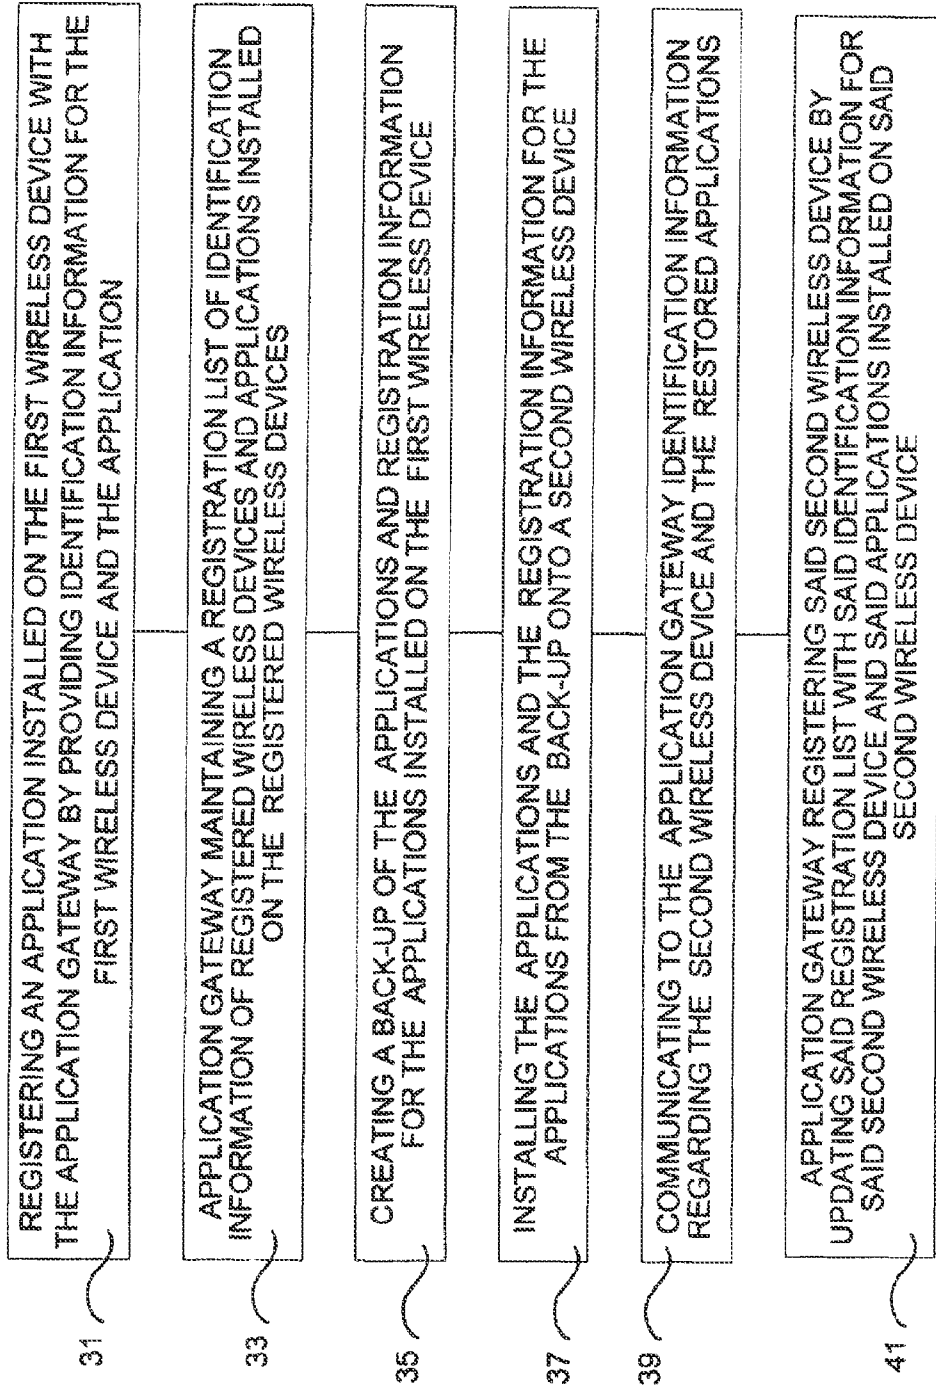 REGISTERING AN APPLICATION INSTALLED ON THE FIRST WIRELESS DEVICE WITH
THE APPLICATION GATEWAY BY PROVIDING IDENTIFICATION INFORMATION FOR THE
FIRST WIRELESS DEVICE AND THE APPLICATION
31
APPLICATION GATEWAY MAINTAINING A REGISTRATION LIST OF IDENTIFICATION
INFORMATION OF REGISTERED WIRELESS DEVICES AND APPLICATIONS INSTALLED
ON THE REGISTERED WIRELESS DEVICES
33
CREATING A BACK-UP OF THE APPLICATIONS AND REGISTRATION INFORMATION
FOR THE APPLICATIONS INSTALLED ON THE FIRST WIRELESS DEVICE
35
INSTALLING THE APPLICATIONS AND THE REGISTRATION INFORMATION FOR THE
APPLICATIONS FROM THE BACK-UP ONTO A SECOND WIRELESS DEVICE
37
COMMUNICATING TO THE APPLICATION GATEWAY IDENTIFICATION INFORMATION
REGARDING THE SECOND WIRELESS DEVICE AND THE RESTORED APPLICATIONS
39
APPLICATION GATEWAY REGISTERING SAID SECOND WIRELESS DEVICE BY
UPDATING SAID REGISTRATION LIST WITH SAID IDENTIFICATION INFORMATION FOR
SAID SECOND WIRELESS DEVICE AND SAID APPLICATIONS INSTALLED ON SAID
SECOND WIRELESS DEVICE
41